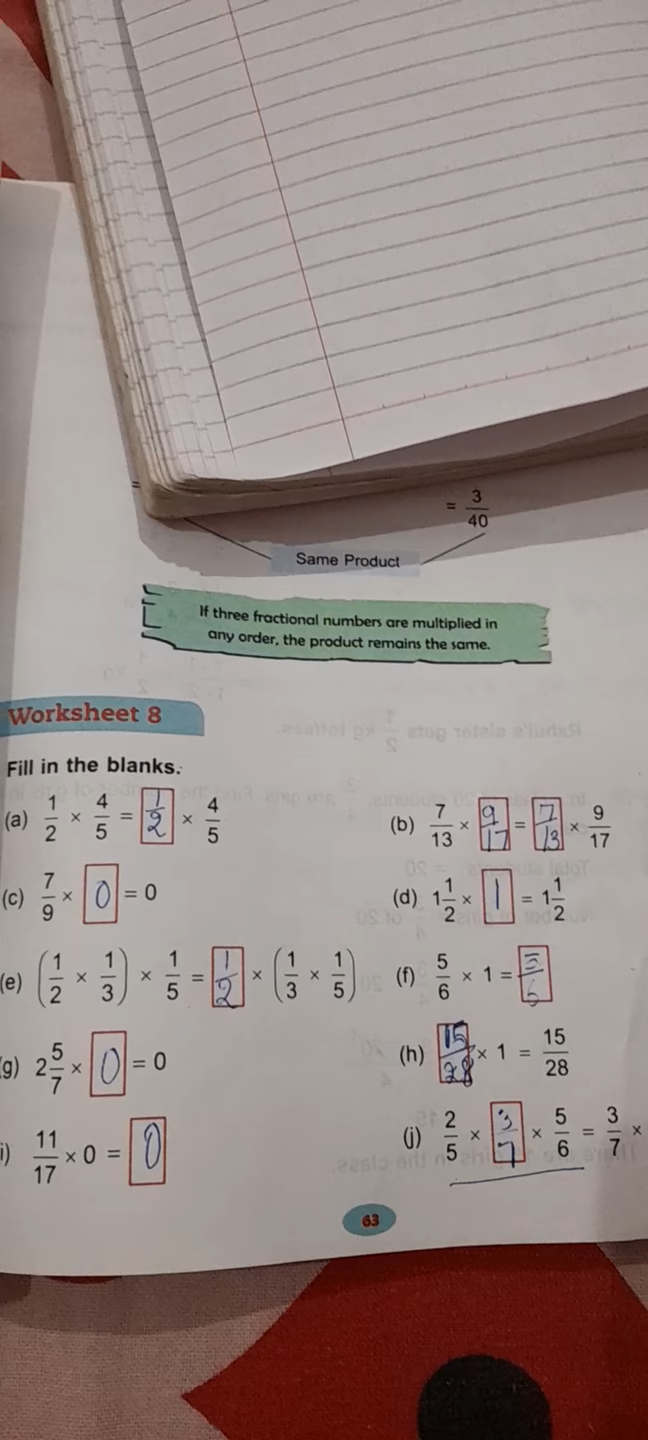 = 3/40
Same Product
If three fractional numbers are multiplied in
any order, the product remains the same.
Worksheet 8
Fill in the blanks.
(a) 1/2 × 4/5 = 1/2 × 4/5
(b) 7/13 × 9/17 = 7/13 × 9/17
(c) 7/9 × 0 = 0
(d) 1 1/2 × 1 = 1 1/2
(e) (1/2 × 1/3) × 1/5 = 1/2 × (1/3 × 1/5)
(f) 5/6 × 1 = 5/6
g) 2 5/7 × 0 = 0
(h) 15/28 × 1 = 15/28
i) 11/17 × 0 = 0
(j) 2/5 × 3/7 × 5/6 = 3/7 ×
63